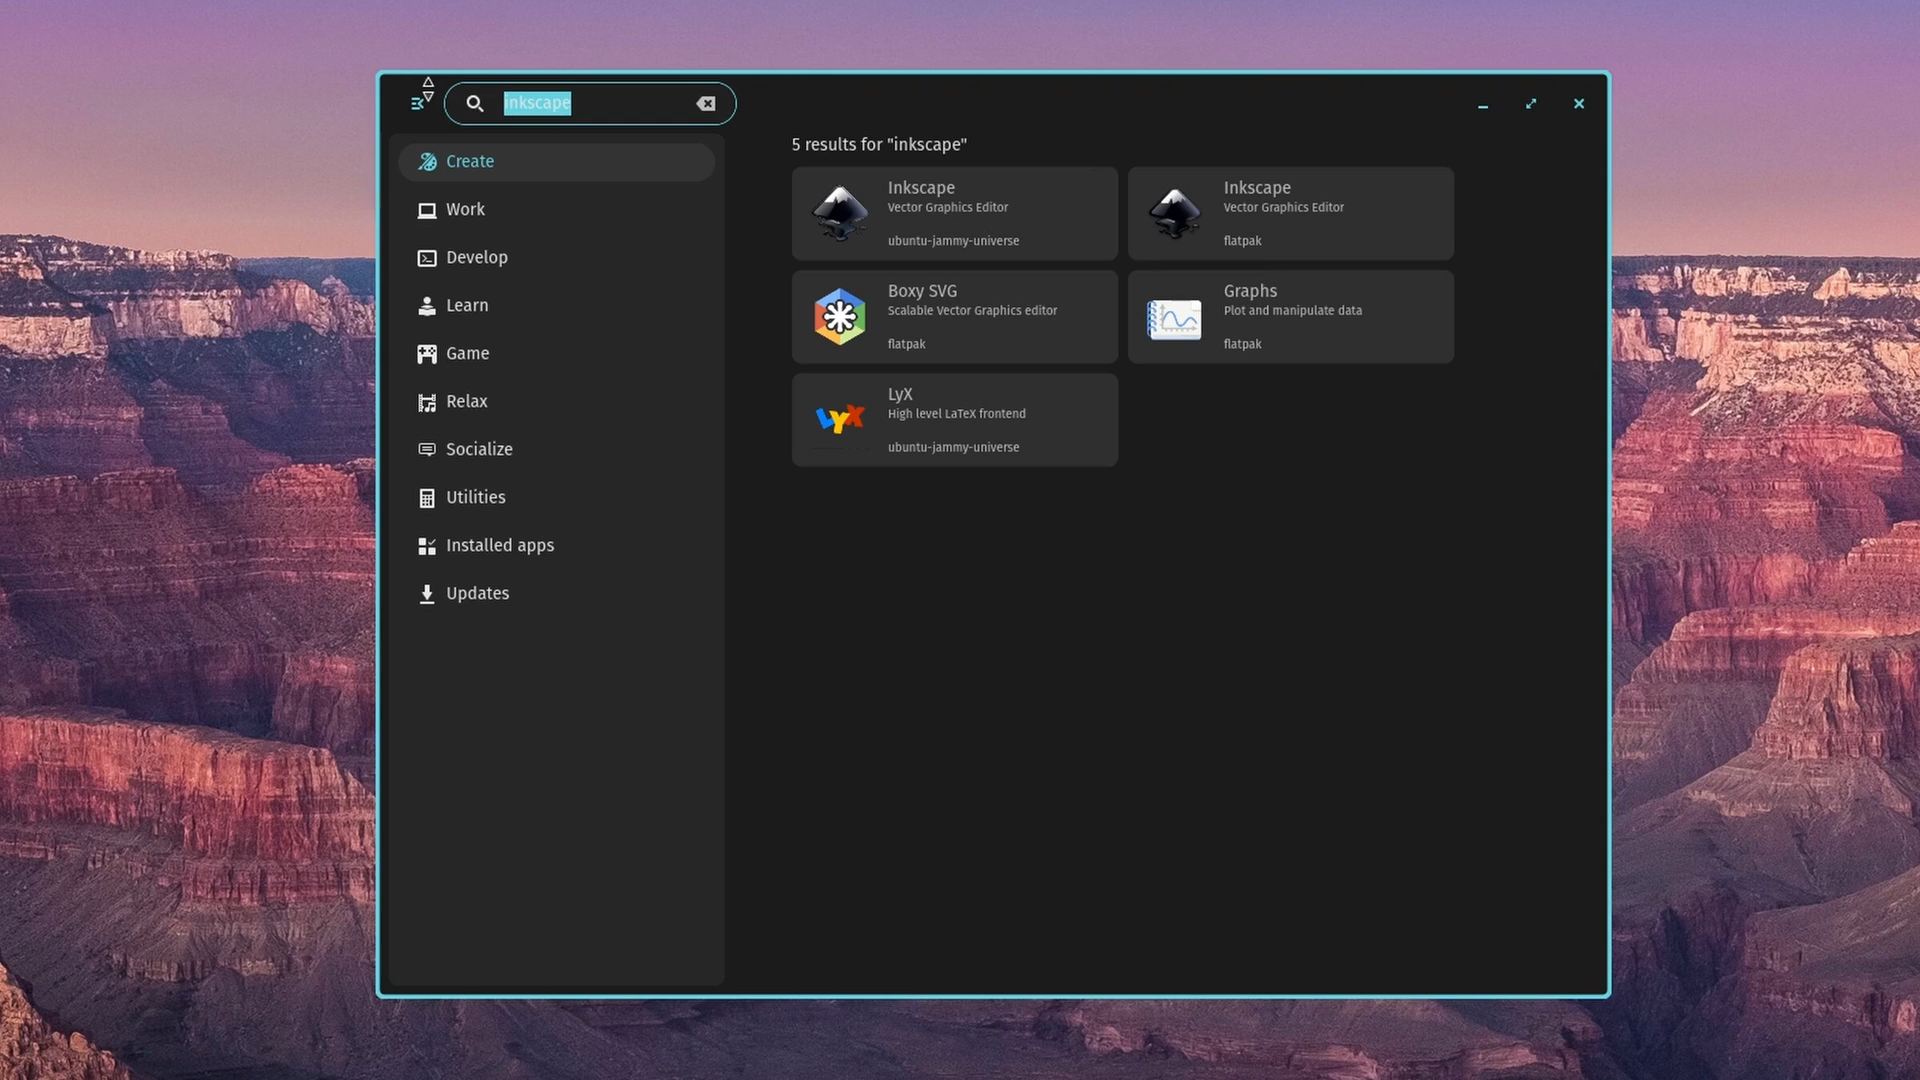 inkscape
Create
Work
Develop
Learn
Game
Relax
Socialize
Utilities
Installed apps
Updates
5 results for "inkscape"
Inkscape
Vector Graphics Editor
ubuntu-jammy-universe
Inkscape
Vector Graphics Editor
flatpak
Boxy SVG
Scalable Vector Graphics editor
flatpak
Graphs
Plot and manipulate data
flatpak
LyX
LyX
High level LaTeX frontend
ubuntu-jammy-universe